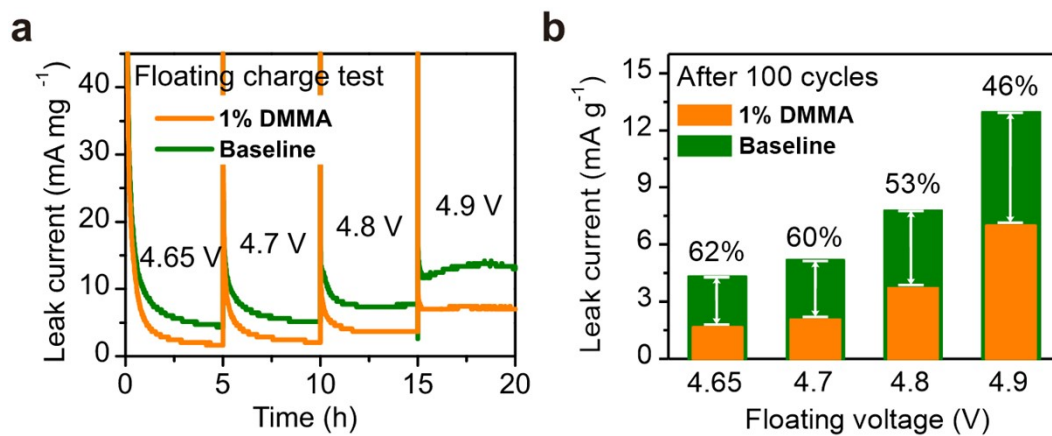 a
Floating charge test
1% DMMA
Baseline
4.65 V
4.7 V
4.8 V
4.9 V
Leak current (mA mg⁻¹)
40
30
20
10
0
0 5 10 15 20
Time (h)
b
After 100 cycles
1% DMMA
Baseline
62%
60%
53%
46%
Leak current (mA g⁻¹)
15
12
9
6
3
0
4.65 4.7 4.8 4.9
Floating voltage (V)